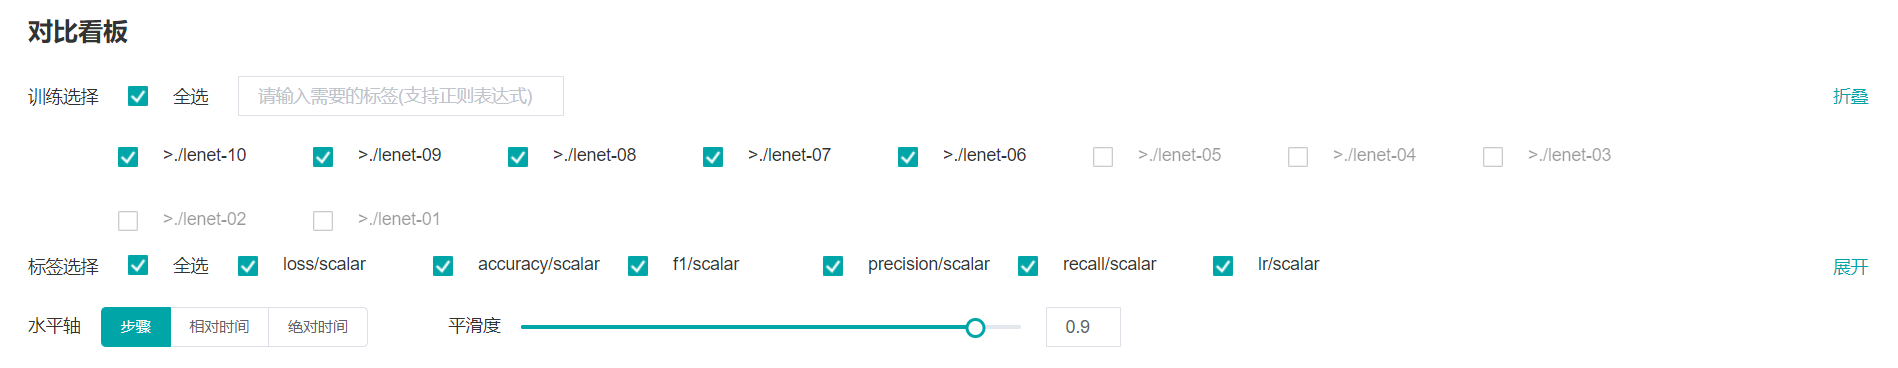 对比看板
训练选择 全选 请输入需要的标签(支持正则表达式) 折叠
>./lenet-10 >./lenet-09 >./lenet-08 >./lenet-07 >./lenet-06 >./lenet-05 >./lenet-04 >./lenet-03
>./lenet-02 >./lenet-01
标签选择 全选 loss/scalar accuracy/scalar f1/scalar precision/scalar recall/scalar lr/scalar 展开
水平轴 步骤 相对时间 绝对时间 平滑度 0.9